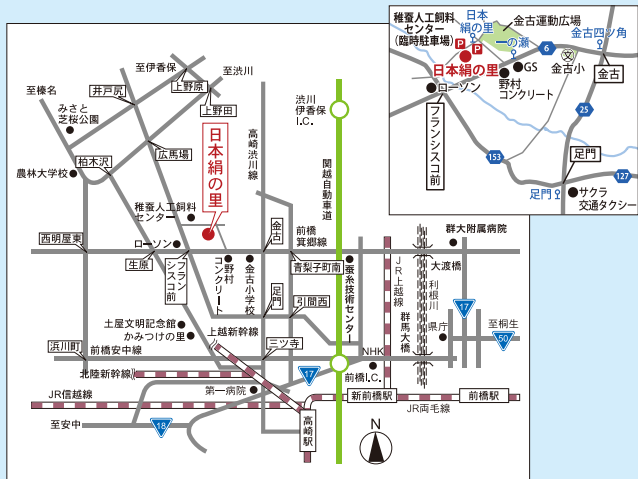 稚蚕人工飼料
センター
(臨時駐車場)
日本
絹の里
金古運動広場
金古四ツ角
一の瀬
6
文
金古小
P
P
日本絹の里
GS
野村
コンクリート
金古
ローソン
フランシスコ前
25
足門
153
127
足門
サクラ
交通タクシー
至伊香保
至渋川
至榛名
井戸尻
上野原
みさと
芝桜公園
上野田
渋川
伊香保
I.C.
日本絹の里
高崎渋川線
関越自動車道
広馬場
柏木沢
農林大学校
稚蚕人工飼料
センター
金古
前橋
箕郷線
群大附属病院
西明屋東
ローソン
大渡橋
生原
フランシスコ前
野村コンクリート
金古小学校
青梨子町南
蚕糸技術センター
JR上越線
利根川
足門
引間西
群馬大橋
17
土屋文明記念館
かみつけの里
上越新幹線
県庁
至桐生
50
浜川町
前橋安中線
三ツ寺
NHK
北陸新幹線
17
前橋I.C.
JR信越線
第一病院
新前橋駅
前橋駅
JR両毛線
至安中
18
高崎駅
N